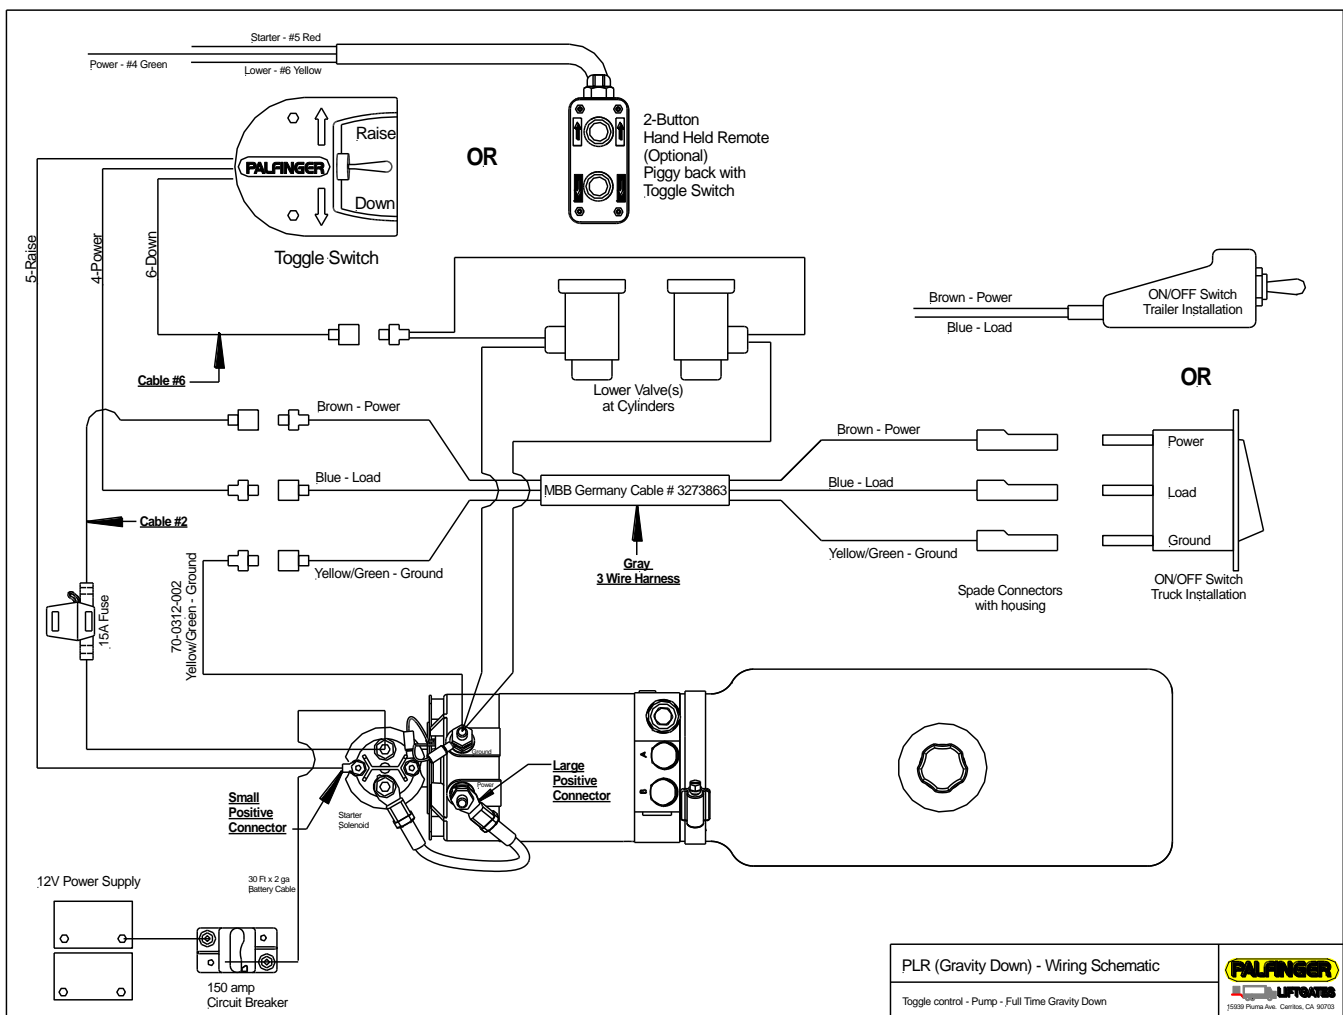 Starter - #5 Red
Power - #4 Green
Lower - #6 Yellow
Raise
PALFINGER
Down
Toggle Switch
OR
2-Button
Hand Held Remote
(Optional)
Piggy back with
Toggle Switch
5-Raise
4-Power
6-Down
Cable #6
Lower Valve(s)
at Cylinders
Brown - Power
Blue - Load
ON/OFF Switch
Trailer Installation
OR
Brown - Power
Blue - Load
Cable #2
Yellow/Green - Ground
MBB Germany Cable # 3273863
Gray
3 Wire Harness
Brown - Power
Blue - Load
Yellow/Green - Ground
Spade Connectors
with housing
Power
Load
Ground
ON/OFF Switch
Truck Installation
15A Fuse
70-0312-002
Yellow/Green - Ground
Ground
Power
A
B
Large
Positive
Connector
Small
Positive
Connector
Starter
Solenoid
12V Power Supply
30 Ft x 2 ga
Battery Cable
150 amp
Circuit Breaker
PLR (Gravity Down) - Wiring Schematic
Toggle control - Pump - Full Time Gravity Down
PALFINGER
LIFTGATES
15939 Piuma Ave. Cerritos, CA 90703